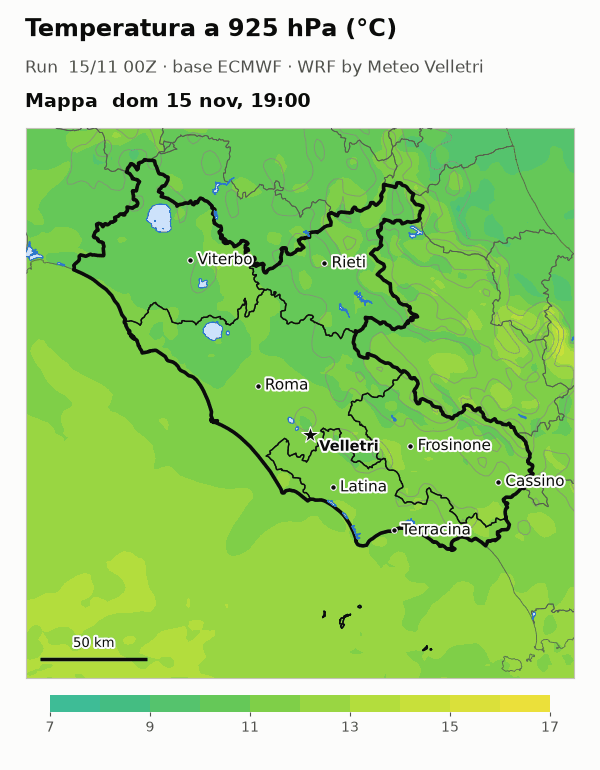 Temperatura a 925 hPa (°C)
Run  15/11 00Z · base ECMWF · WRF by Meteo Velletri
Mappa  dom 15 nov, 19:00
Viterbo
Rieti
Roma
Velletri
Frosinone
Cassino
Latina
Terracina
50 km
7 9 11 13 15 17